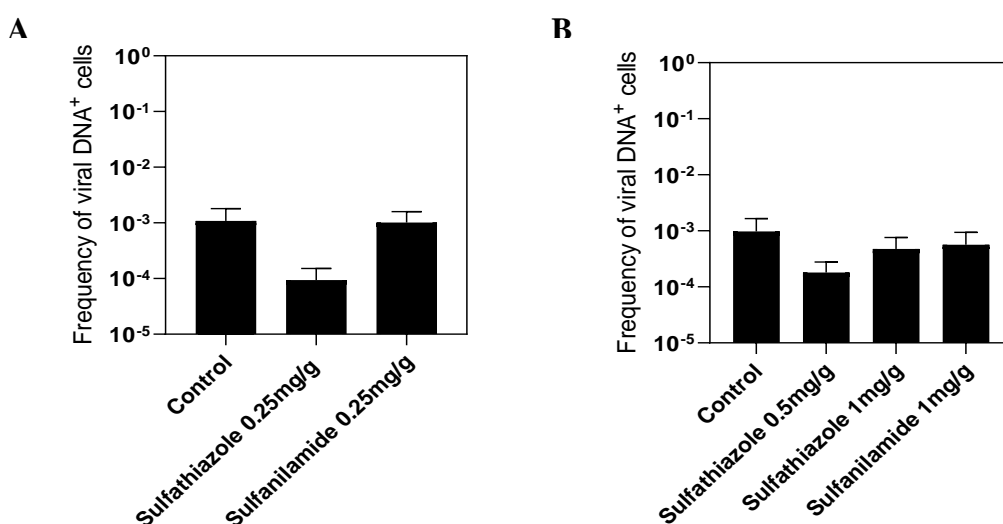 A
Frequency of viral DNA⁺ cells
10⁰
10⁻¹
10⁻²
10⁻³
10⁻⁴
10⁻⁵
Control
Sulfathiazole 0.25mg/g
Sulfanilamide 0.25mg/g
B
Frequency of viral DNA⁺ cells
10⁰
10⁻¹
10⁻²
10⁻³
10⁻⁴
10⁻⁵
Control
Sulfathiazole 0.5mg/g
Sulfathiazole 1mg/g
Sulfanilamide 1mg/g